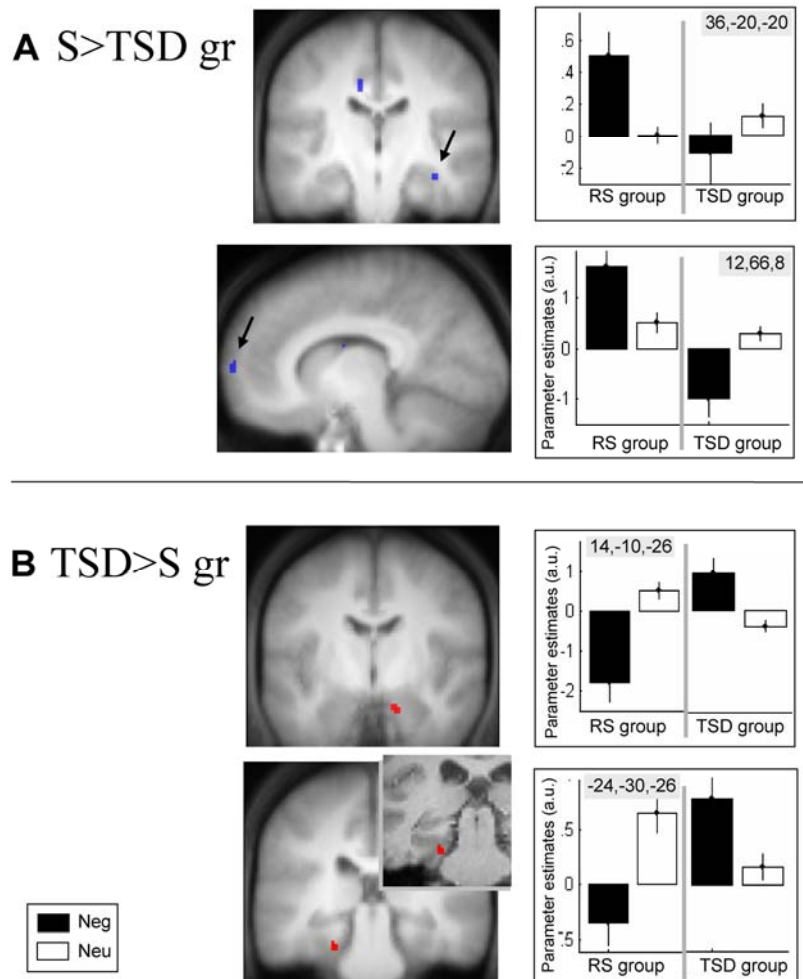 A S>TSD gr
36,-20,-20
.6
.4
.2
0
.2
RS group
TSD group
12,66,8
Parameter estimates (a.u.)
1
0
-1
RS group
TSD group
B TSD>S gr
14,-10,-26
Parameter estimates (a.u.)
1
0
-1
-2
RS group
TSD group
-24,-30,-26
Parameter estimates (a.u.)
.5
0
-.5
RS group
TSD group
Neg
Neu